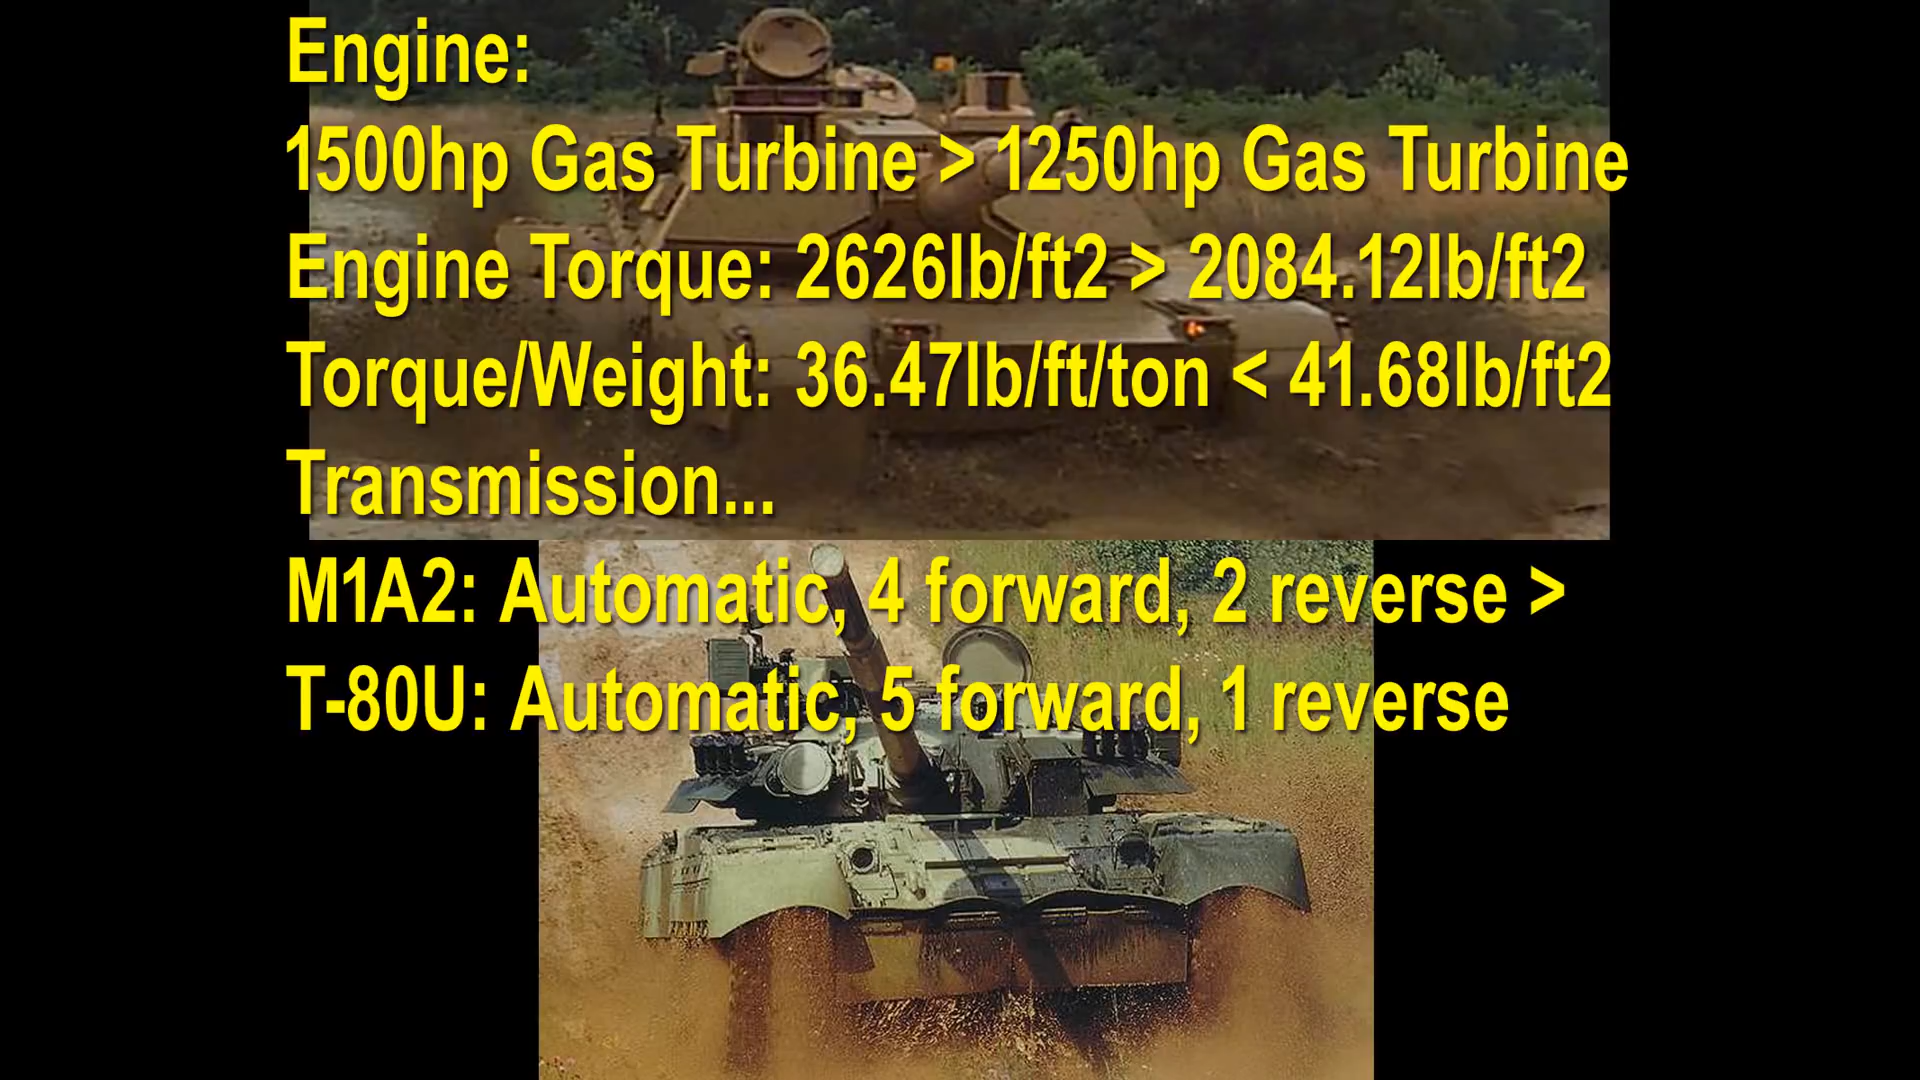 Engine:
1500hp Gas Turbine > 1250hp Gas Turbine
Engine Torque: 2626lb/ft2 > 2084.12lb/ft2
Torque/Weight: 36.47lb/ft/ton < 41.68lb/ft2
Transmission...
M1A2: Automatic, 4 forward, 2 reverse >
T-80U: Automatic, 5 forward, 1 reverse